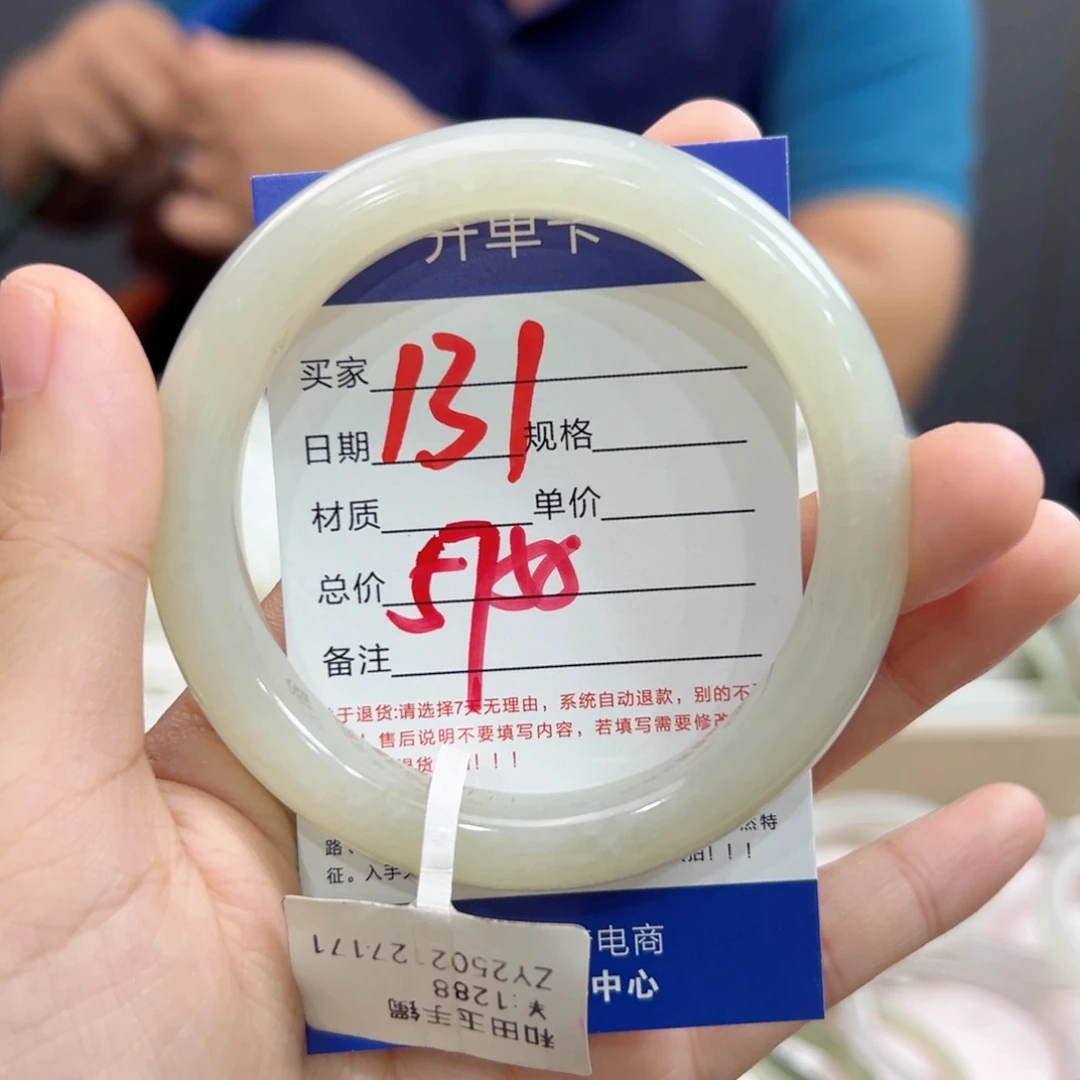 开单卡
买家
131
日期 规格
材质 单价
总价
备注
于退货:请选择7天无理由，系统自动退款，别的不
售后说明不要填写内容，若填写需要修改
退货 ！！！
然特
路、 ！！！
征。入手
电商
中心
和田玉手镯
￥:1288
ZY2502127171